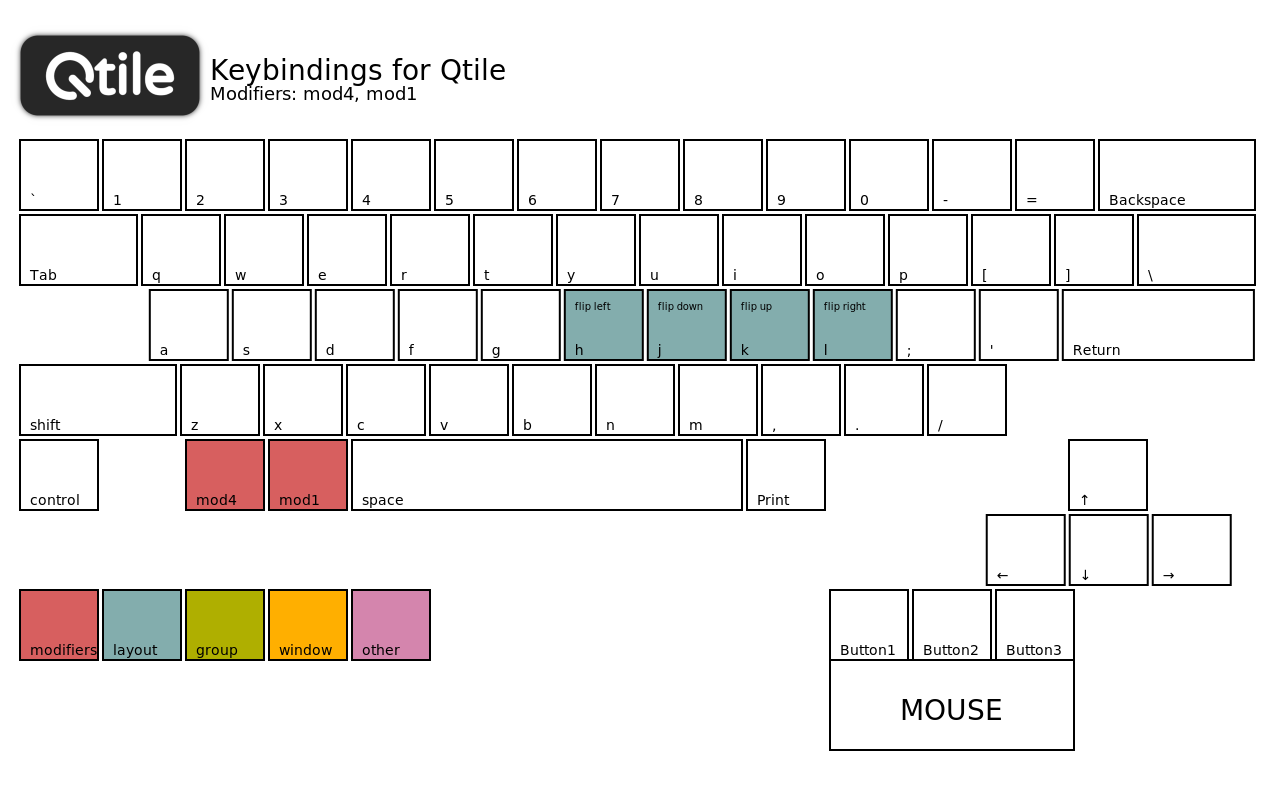 Qtile
Keybindings for Qtile
Modifiers: mod4, mod1
` 1 2 3 4 5 6 7 8 9 0 - = Backspace
Tab q w e r t y u i o p [ ] \
flip left flip down flip up flip right
a s d f g h j k l ; ' Return
shift z x c v b n m , . /
control mod4 mod1 space Print ↑
← ↓ →
modifiers layout group window other Button1 Button2 Button3
MOUSE